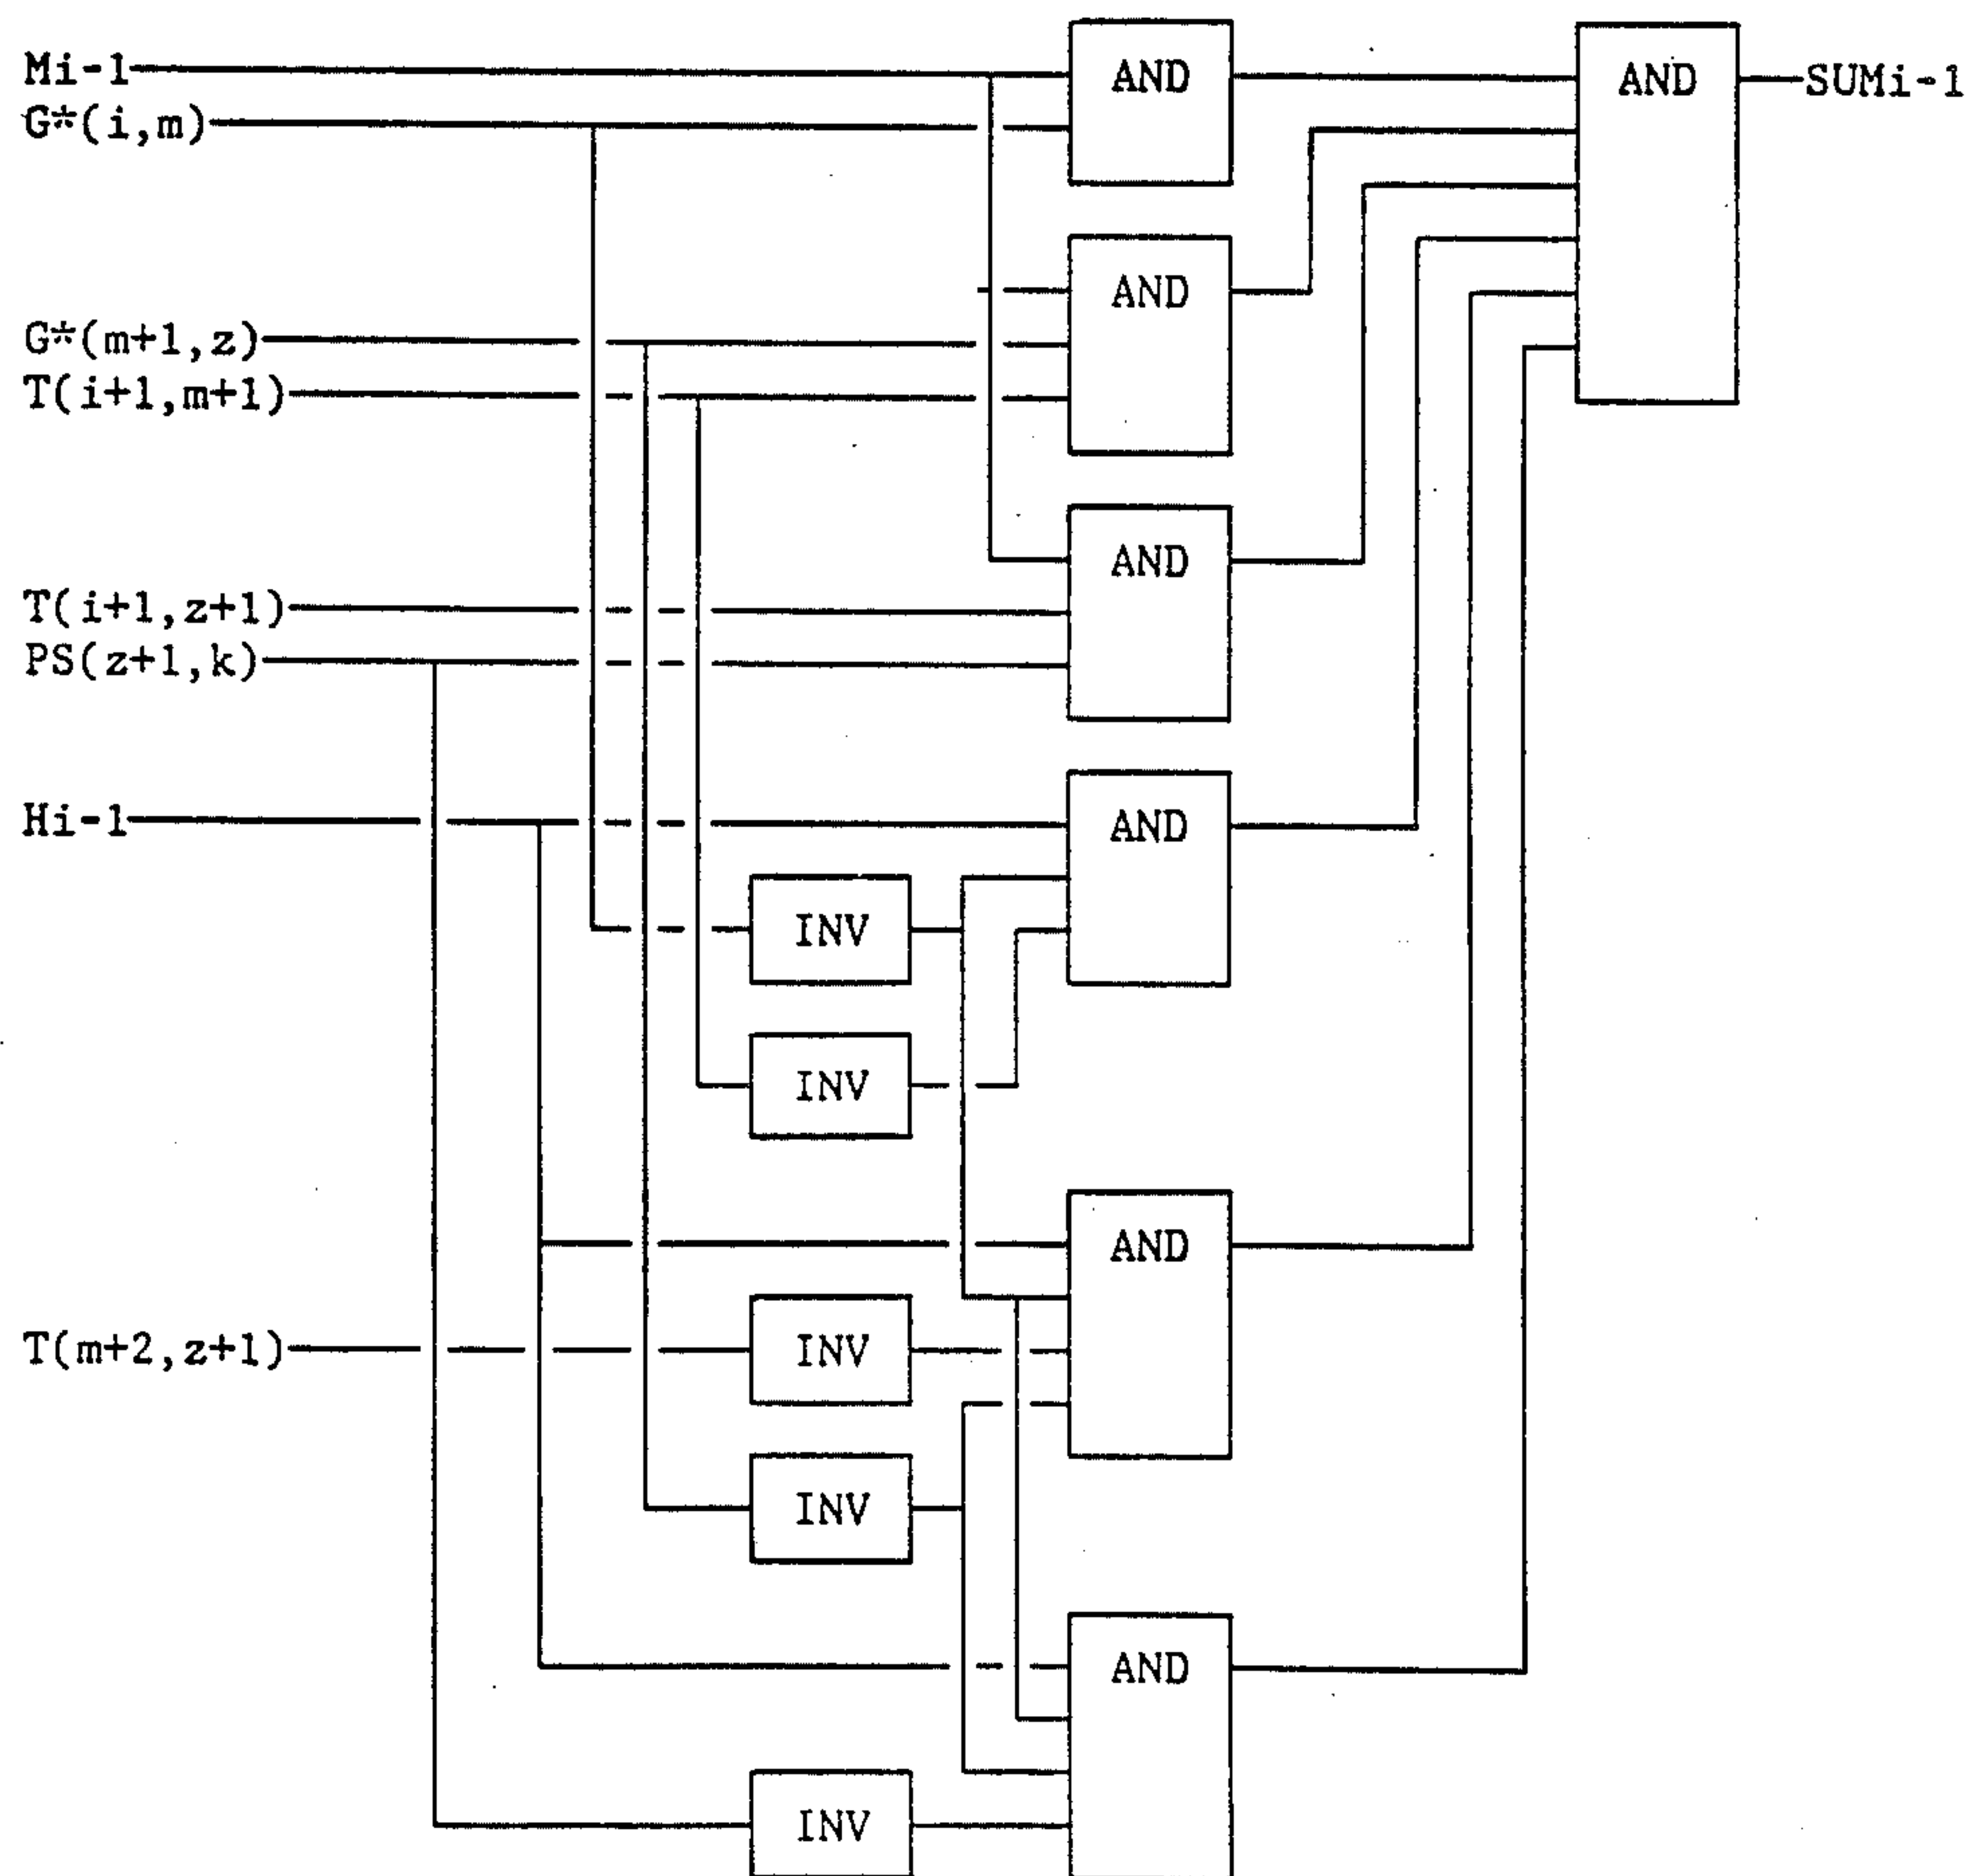 Mi-1
AND
AND
SUMi-1
G*(i,m)
AND
G*(m+1,z)
T(i+1,m+1)
AND
T(i+1,z+1)
PS(z+1,k)
Hi-1
AND
INV
INV
AND
T(m+2,z+1)
INV
INV
AND
INV